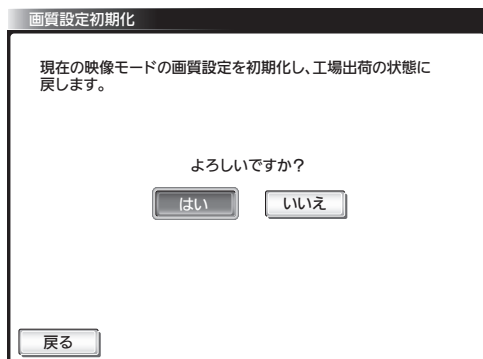 画質設定初期化
現在の映像モードの画質設定を初期化し、工場出荷の状態に
戻します。
よろしいですか？
はい
いいえ
戻る